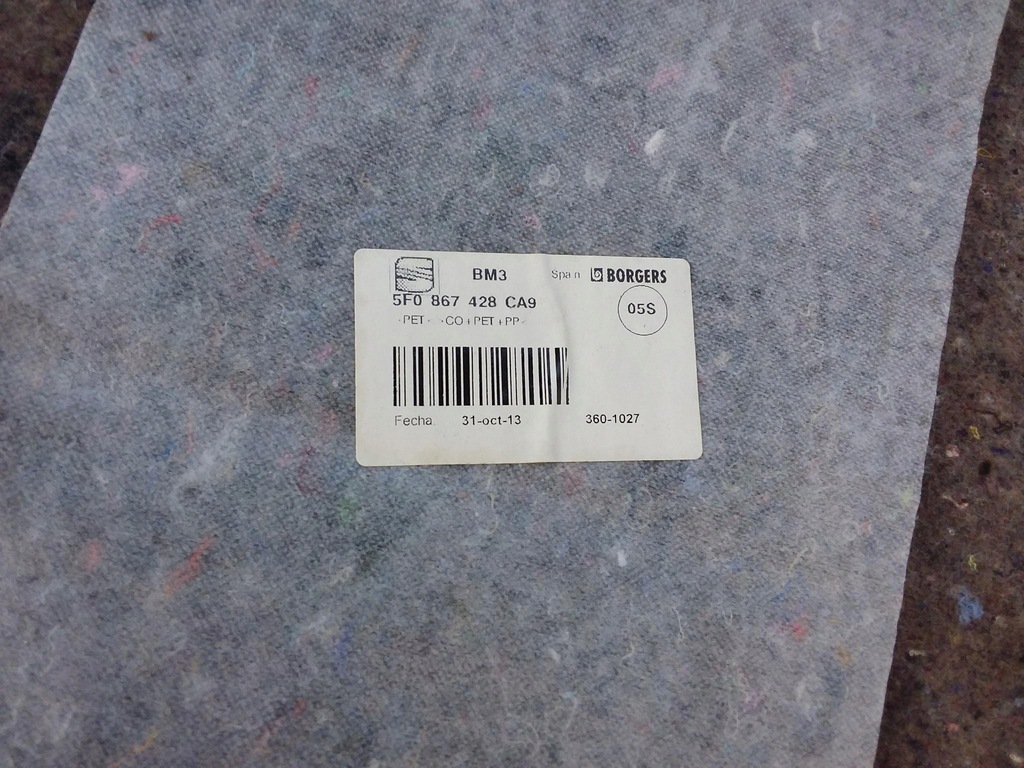 BM3 Spain BORGERS
5F0 867 428 CA9 05S
-PET- -CO+PET+PP-
Fecha 31-oct-13 360-1027